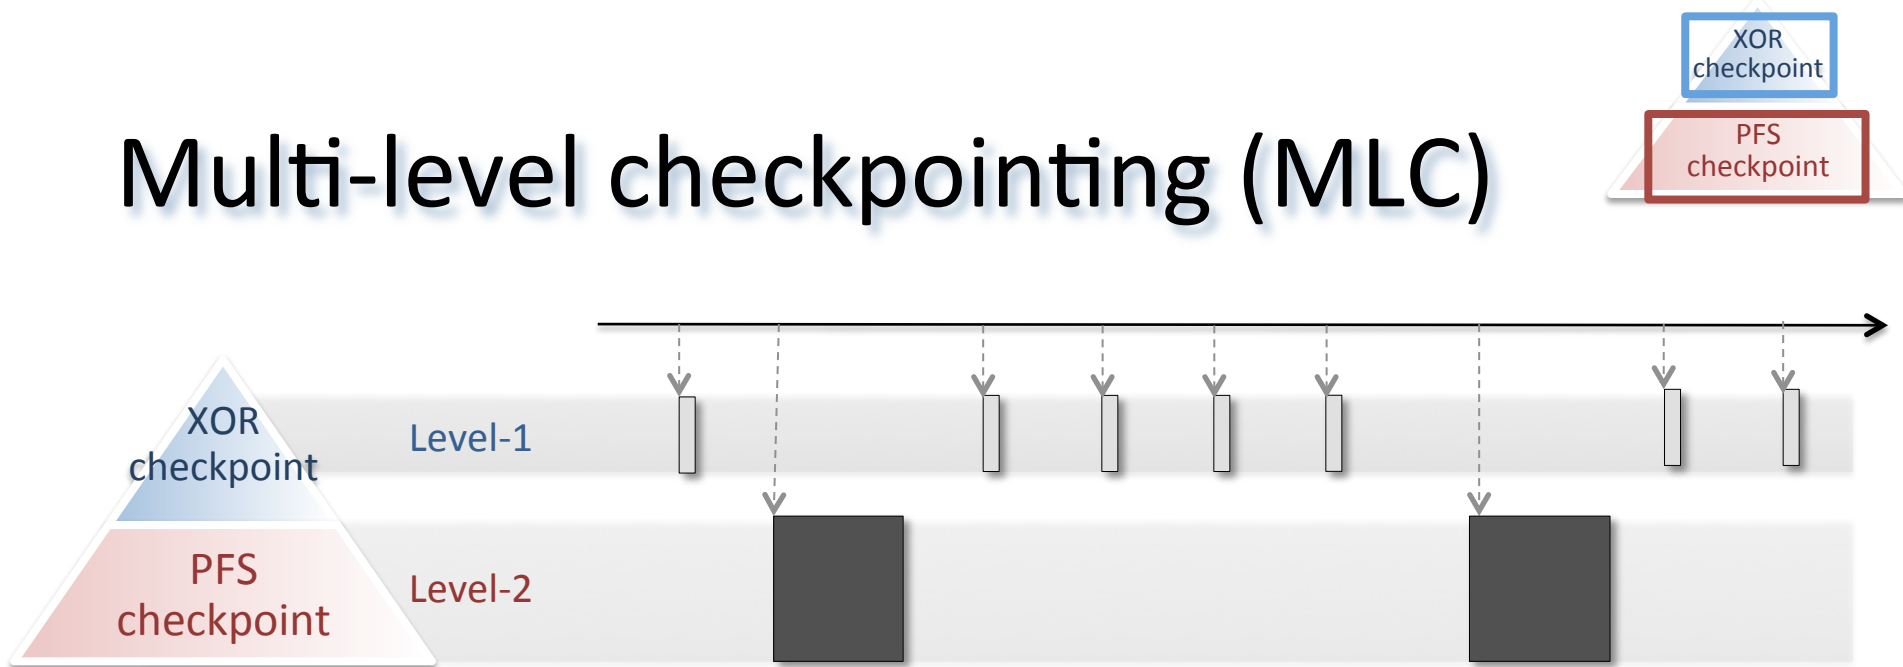 XOR
checkpoint
PFS
checkpoint
Multi-level checkpointing (MLC)
XOR
checkpoint
Level-1
PFS
checkpoint
Level-2